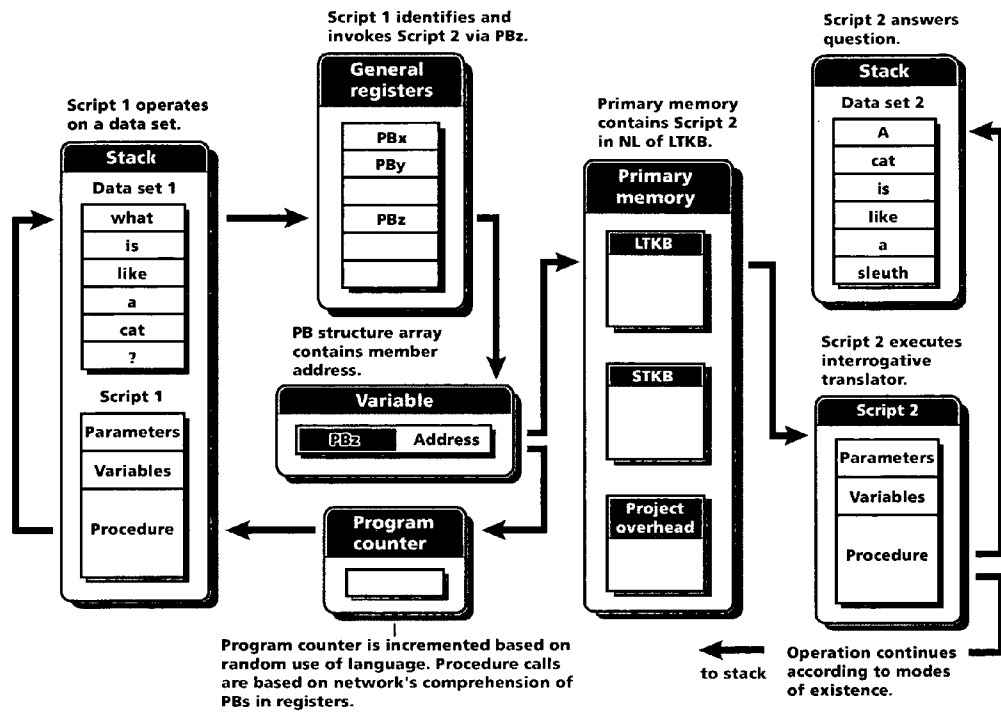 Script 1 operates
on a data set.
Stack
Data set 1
what
is
like
a
cat
?
Script 1
Parameters
Variables
Procedure
Script 1 identifies and
invokes Script 2 via PBz.
General
registers
PBx
PBy
PBz
PB structure array
contains member
address.
Variable
PBz
Address
Program
counter
Program counter is incremented based on
random use of language. Procedure calls
are based on network's comprehension of
PBs in registers.
Primary memory
contains Script 2
in NL of LTKB.
Primary
memory
LTKB
STKB
Project
overhead
Script 2 answers
question.
Stack
Data set 2
A
cat
is
like
a
sleuth
Script 2 executes
interrogative
translator.
Script 2
Parameters
Variables
Procedure
to stack
Operation continues
according to modes
of existence.